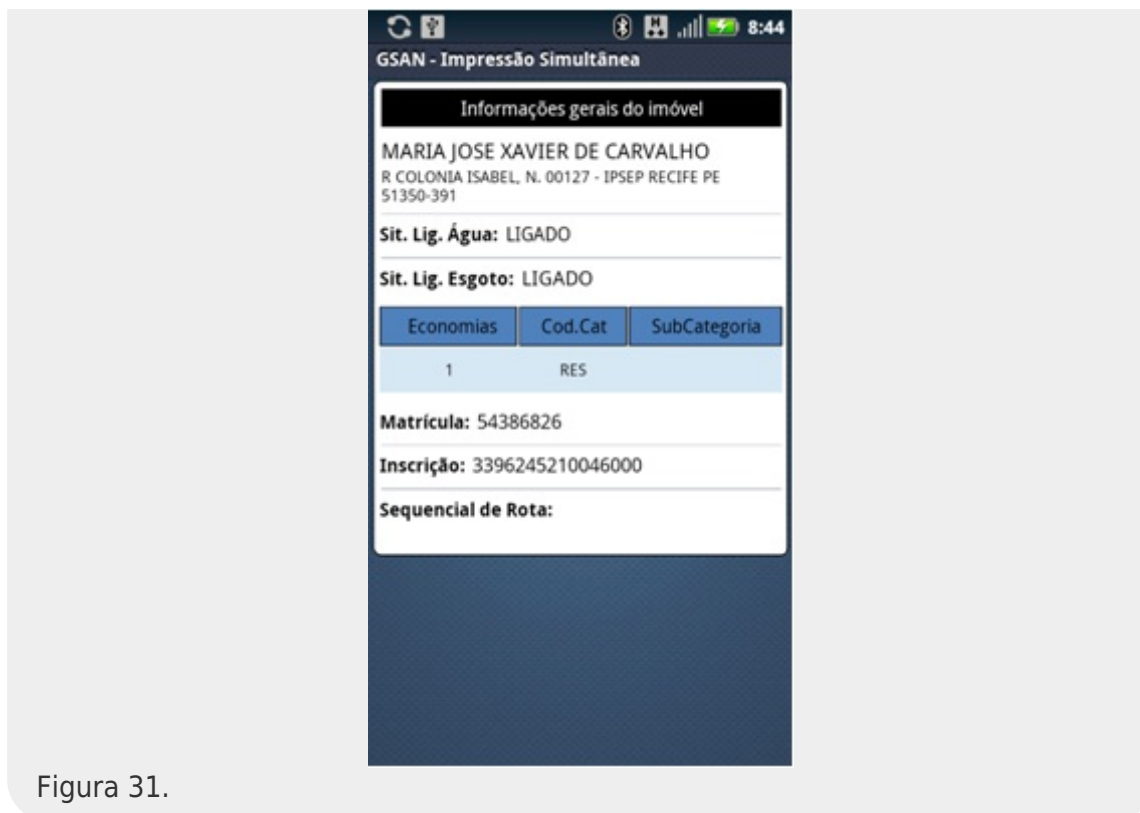 8:44
GSAN - Impressão Simultânea
Informações gerais do imóvel
MARIA JOSE XAVIER DE CARVALHO
R COLONIA ISABEL, N. 00127 - IPSEP RECIFE PE
51350-391
Sit. Lig. Água: LIGADO
Sit. Lig. Esgoto: LIGADO
Economias Cod.Cat SubCategoria
1 RES
Matrícula: 54386826
Inscrição: 3396245210046000
Sequencial de Rota:
Figura 31.